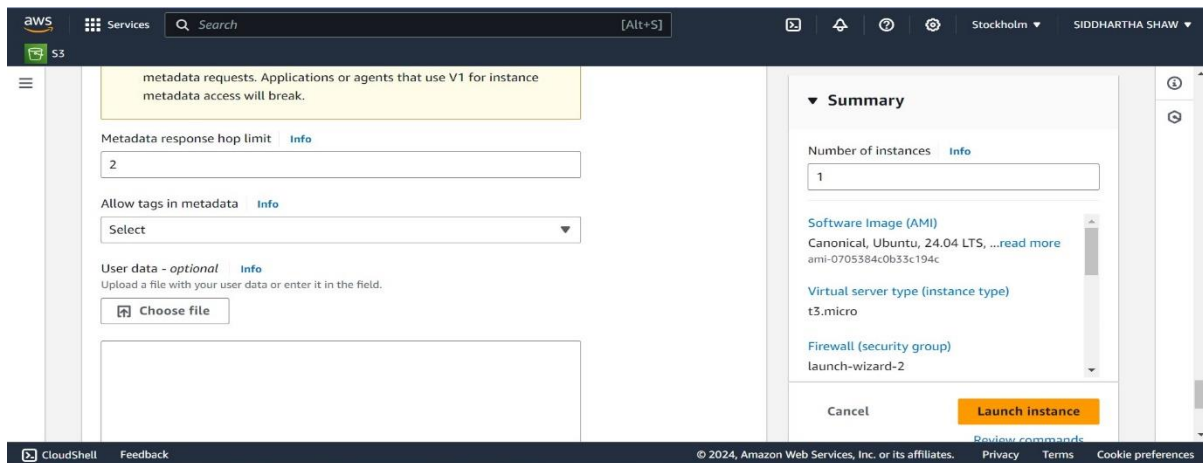 aws
Services
Search
[Alt+S]
Stockholm
SIDDHARTHA SHAW
S3
metadata requests. Applications or agents that use V1 for instance
metadata access will break.
Metadata response hop limit Info
2
Allow tags in metadata Info
Select
User data - optional Info
Upload a file with your user data or enter it in the field.
Choose file
Summary
Number of instances Info
1
Software Image (AMI)
Canonical, Ubuntu, 24.04 LTS, ...read more
ami-0705384c0b33c194c
Virtual server type (instance type)
t3.micro
Firewall (security group)
launch-wizard-2
Cancel
Launch instance
Review commands
CloudShell
Feedback
© 2024, Amazon Web Services, Inc. or its affiliates.
Privacy
Terms
Cookie preferences